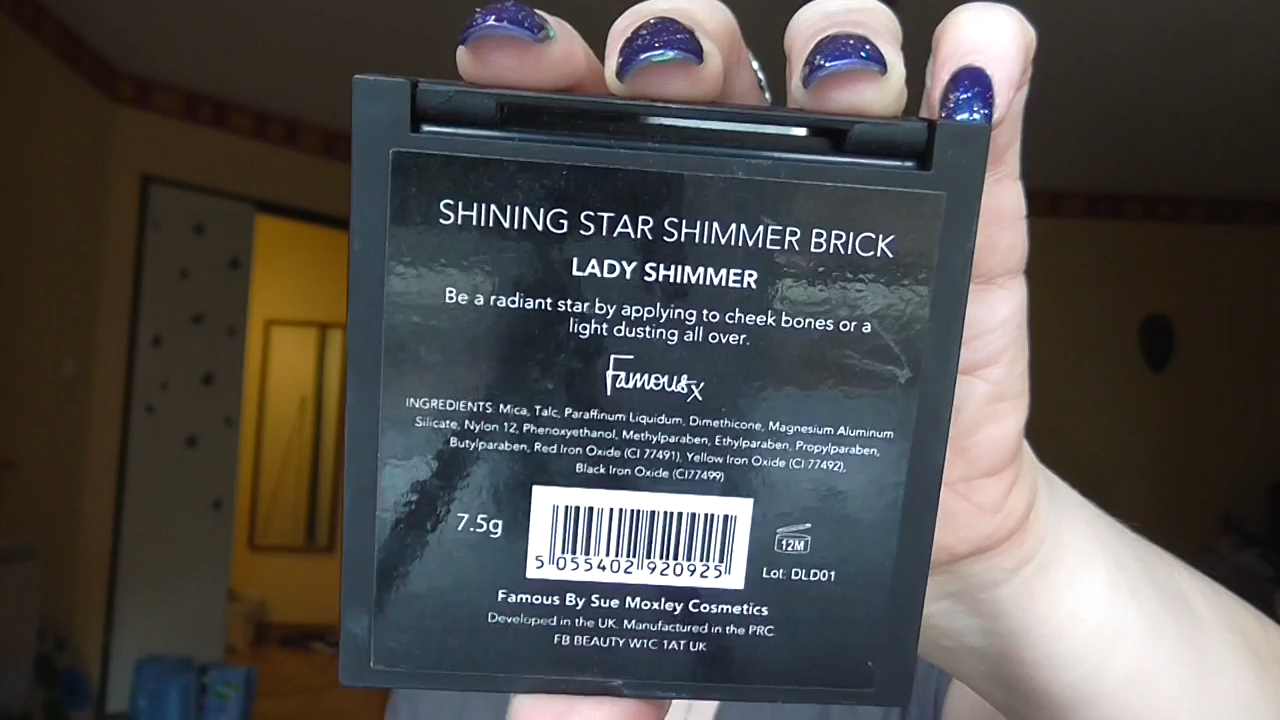 SHINING STAR SHIMMER BRICK
LADY SHIMMER
Be a radiant star by applying to cheek bones or a
light dusting all over.
Famous x
INGREDIENTS: Mica, Talc, Paraffinum Liquidum, Dimethicone, Magnesium Aluminum
Silicate, Nylon 12, Phenoxyethanol, Methylparaben, Ethylparaben, Propylparaben,
Butylparaben, Red Iron Oxide (CI 77491), Yellow Iron Oxide (CI 77492),
Black Iron Oxide (CI77499)
7.5g
5 055402 920925
12M
Lot: DLD01
Famous By Sue Moxley Cosmetics
Developed in the UK. Manufactured in the PRC
FB BEAUTY W1C 1AT UK